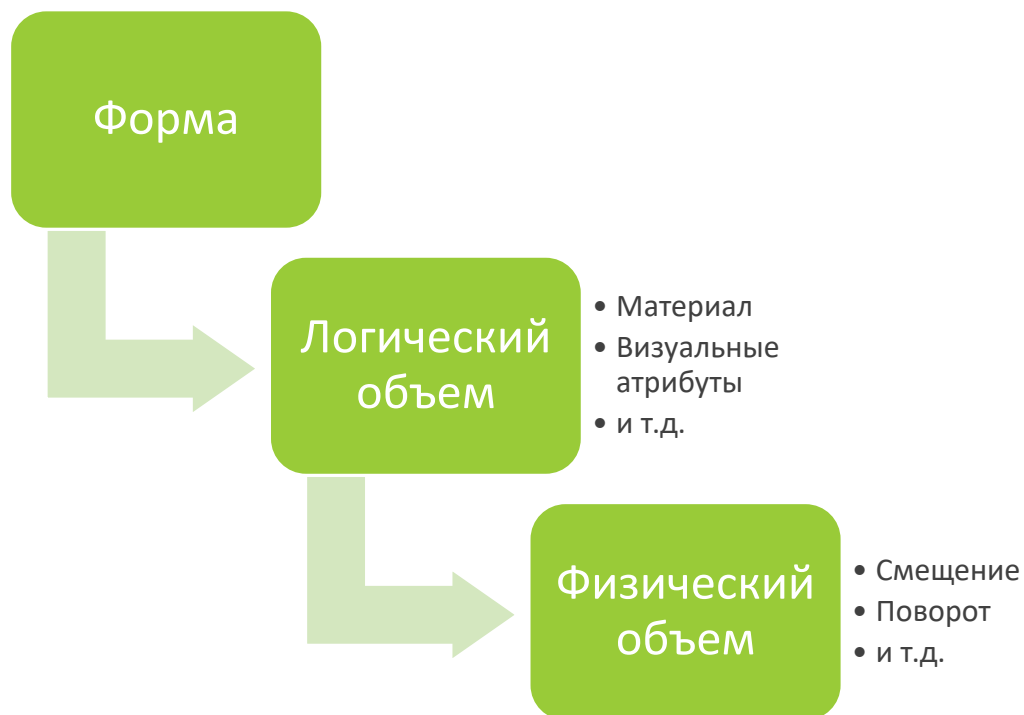 Форма
Логический
объем
• Материал
• Визуальные
атрибуты
• и т.д.
Физический
объем
• Смещение
• Поворот
• и т.д.